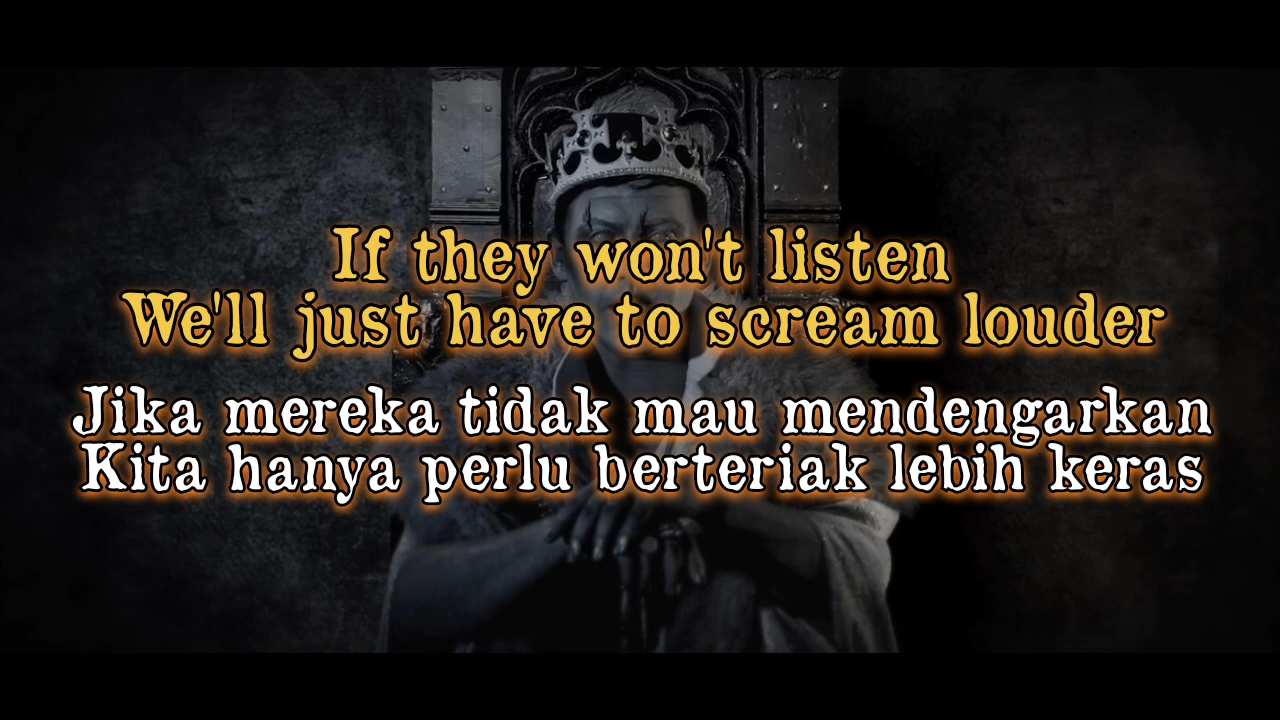 If they won't listen
We'll just have to scream louder
Jika mereka tidak mau mendengarkan
Kita hanya perlu berteriak lebih keras